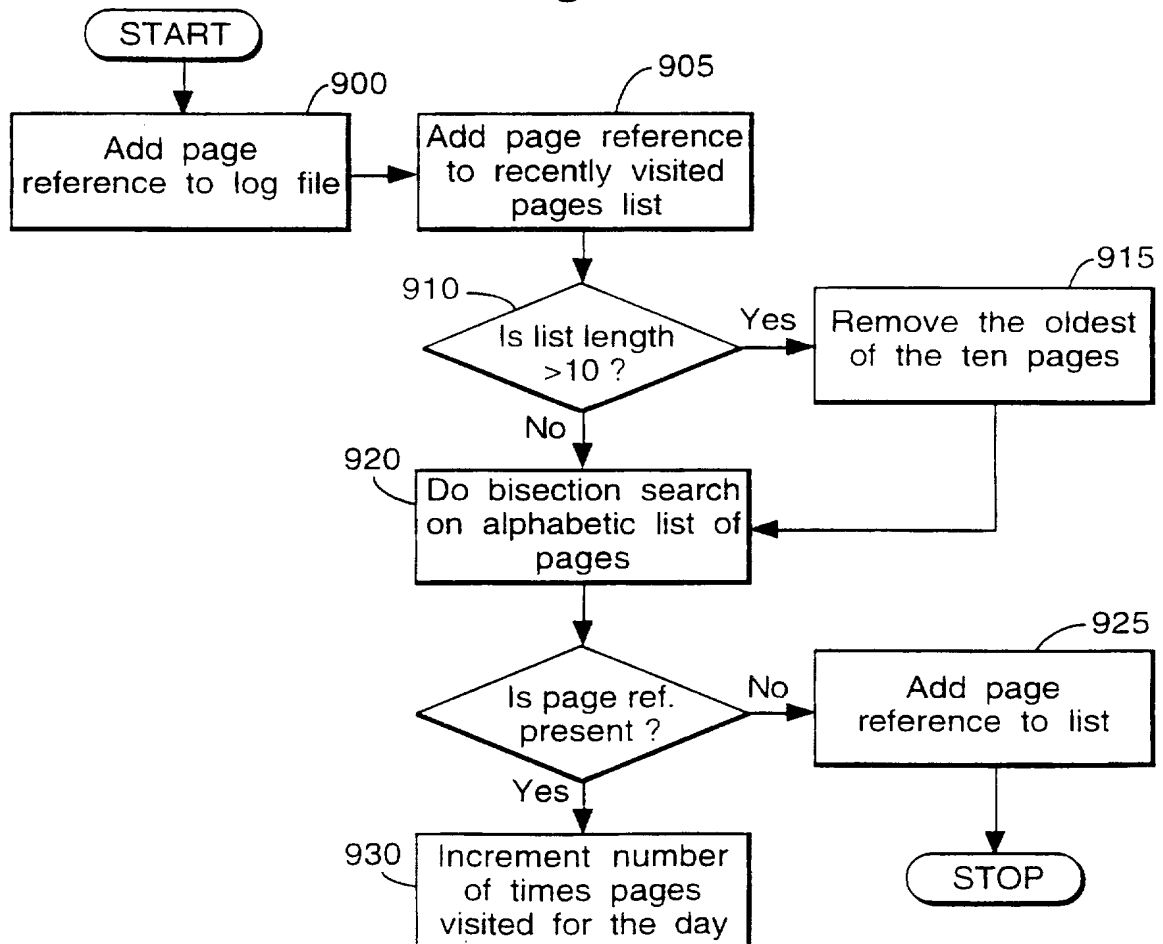 START
900
Add page
reference to log file
905
Add page reference
to recently visited
pages list
910
Is list length
>10 ?
Yes
915
Remove the oldest
of the ten pages
No
920
Do bisection search
on alphabetic list of
pages
Is page ref.
present ?
No
925
Add page
reference to list
Yes
930
Increment number
of times pages
visited for the day
STOP